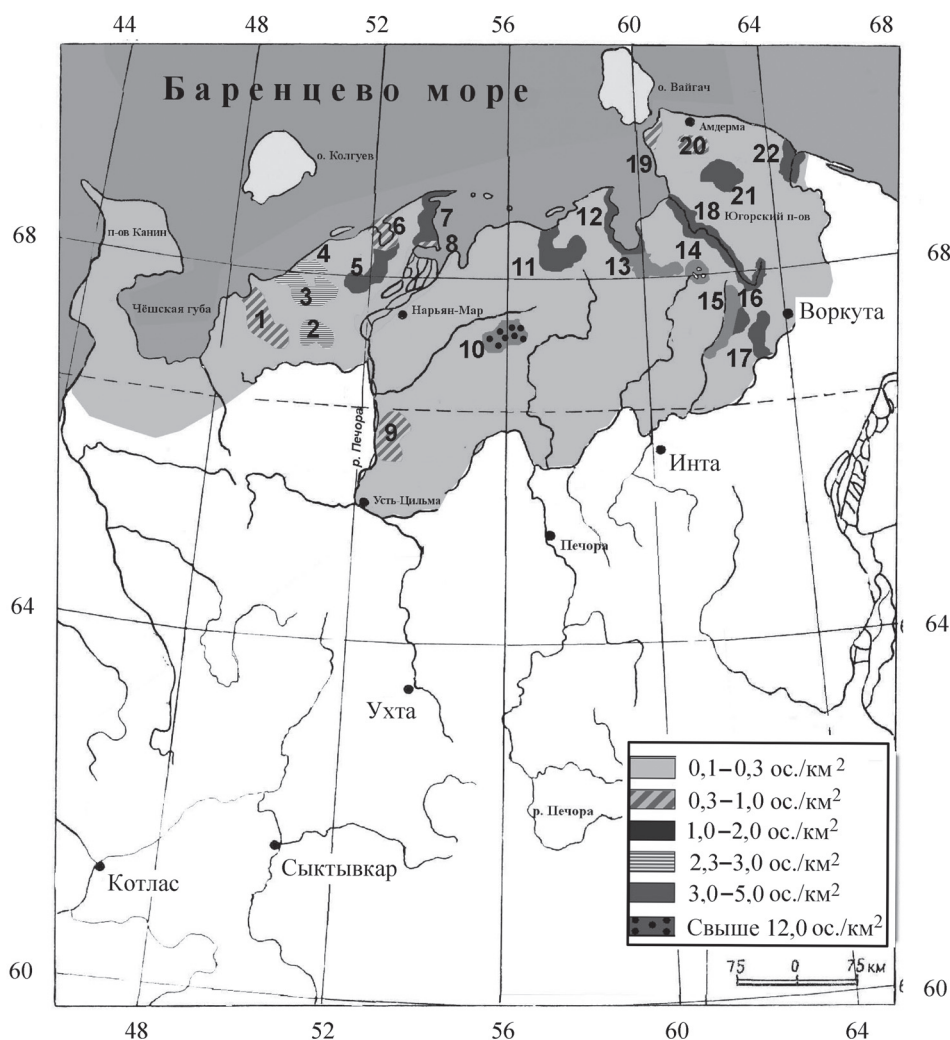 44 48 52 56 60 64 68
Баренцево море
о. Вайгач
Амдерма
о. Колгуев
19 20 22
21
п-ов Канин
6 7 12 18 Югорский п-ов
68 68
4 5 8 11 13 14
Чёшская губа
3
Нарьян-Мар
15 16
Воркута
1 2
10
17
9
р. Печора
Инта
Усть-Цильма
Печора
64 64
Ухта
0,1–0,3 ос./км²
0,3–1,0 ос./км²
р. Печора
1,0–2,0 ос./км²
Сыктывкар
2,3–3,0 ос./км²
Котлас
3,0–5,0 ос./км²
Свыше 12,0 ос./км²
60 60
75 0 75 км
48 52 56 60 64